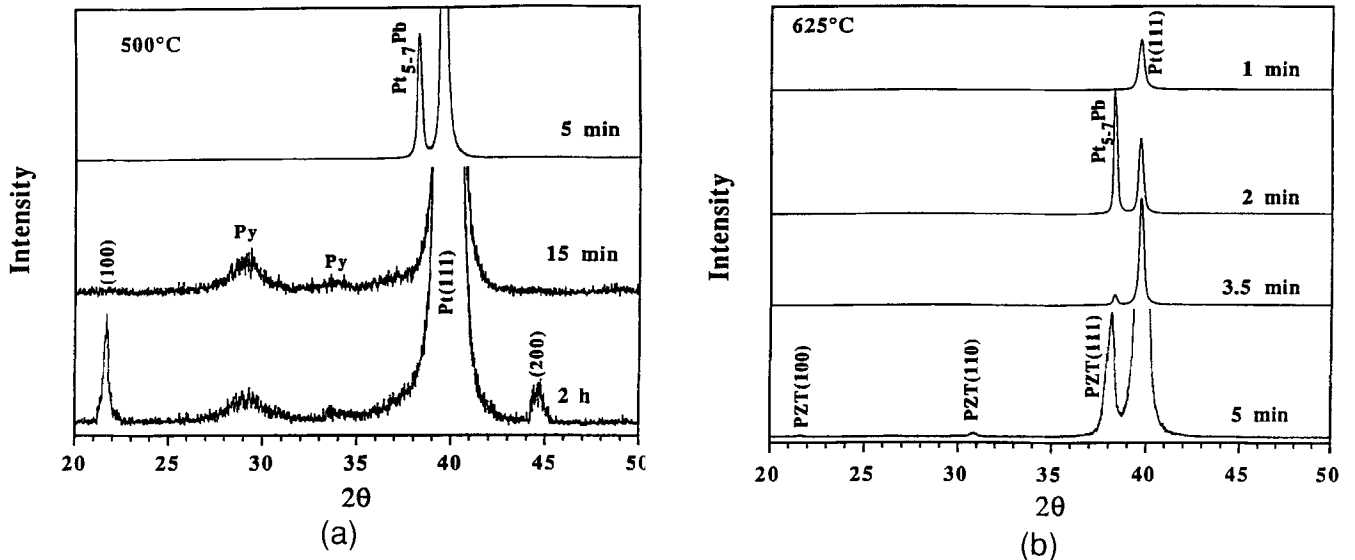 500°C
Pt5-7Pb
5 min
Py
Py
(100)
15 min
Pt(111)
(200)
2 h
Intensity
20 25 30 35 40 45 50
2θ
(a)
625°C
Pt(111)
1 min
Pt5-7Pb
2 min
3.5 min
PZT(100)
PZT(110)
PZT(111)
5 min
Intensity
20 25 30 35 40 45 50
2θ
(b)